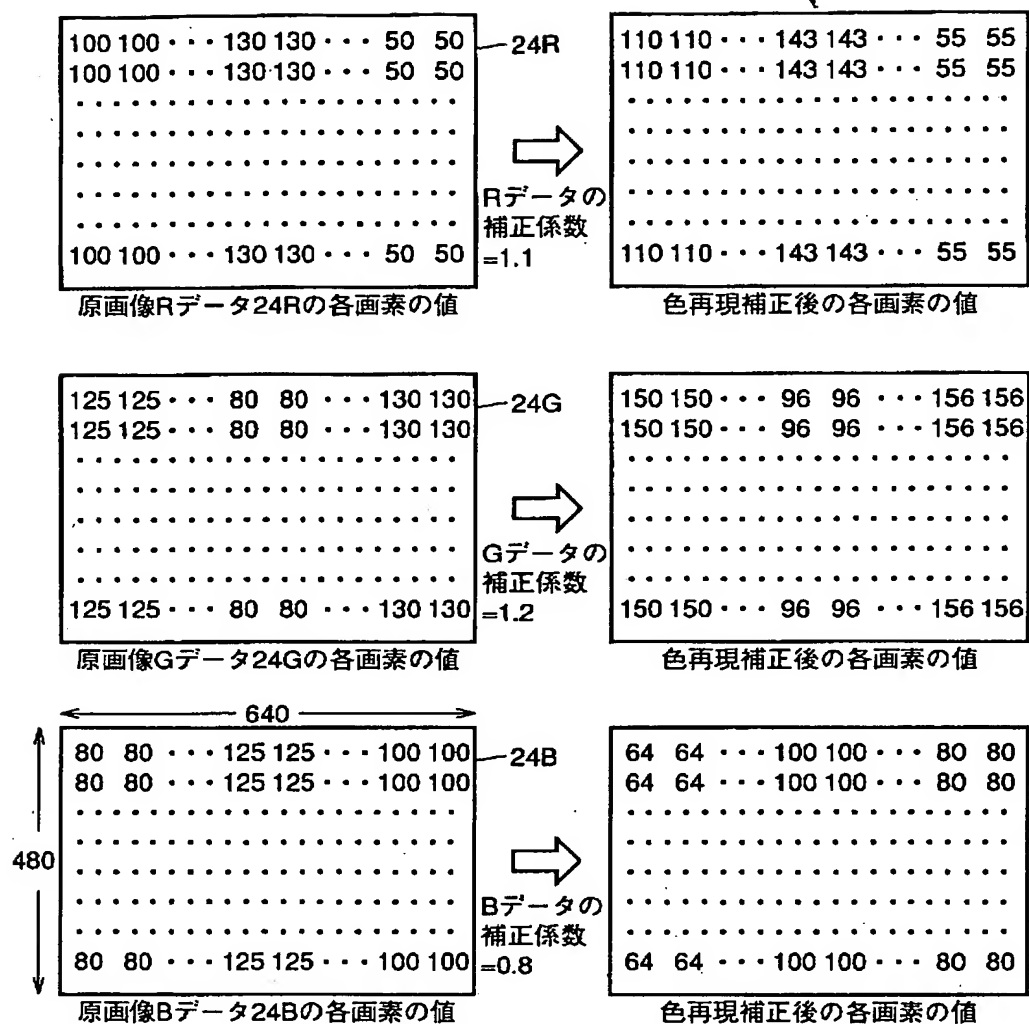 100 100 ・・・ 130 130 ・・・ 50 50
100 100 ・・・ 130 130 ・・・ 50 50
100 100 ・・・ 130 130 ・・・ 50 50
24R
原画像Rデータ24Rの各画素の値
Rデータの
補正係数
=1.1
110 110 ・・・ 143 143 ・・・ 55 55
110 110 ・・・ 143 143 ・・・ 55 55
110 110 ・・・ 143 143 ・・・ 55 55
色再現補正後の各画素の値
125 125 ・・・ 80 80 ・・・ 130 130
125 125 ・・・ 80 80 ・・・ 130 130
125 125 ・・・ 80 80 ・・・ 130 130
24G
原画像Gデータ24Gの各画素の値
Gデータの
補正係数
=1.2
150 150 ・・・ 96 96 ・・・ 156 156
150 150 ・・・ 96 96 ・・・ 156 156
150 150 ・・・ 96 96 ・・・ 156 156
色再現補正後の各画素の値
640
480
80 80 ・・・ 125 125 ・・・ 100 100
80 80 ・・・ 125 125 ・・・ 100 100
80 80 ・・・ 125 125 ・・・ 100 100
24B
原画像Bデータ24Bの各画素の値
Bデータの
補正係数
=0.8
64 64 ・・・ 100 100 ・・・ 80 80
64 64 ・・・ 100 100 ・・・ 80 80
64 64 ・・・ 100 100 ・・・ 80 80
色再現補正後の各画素の値